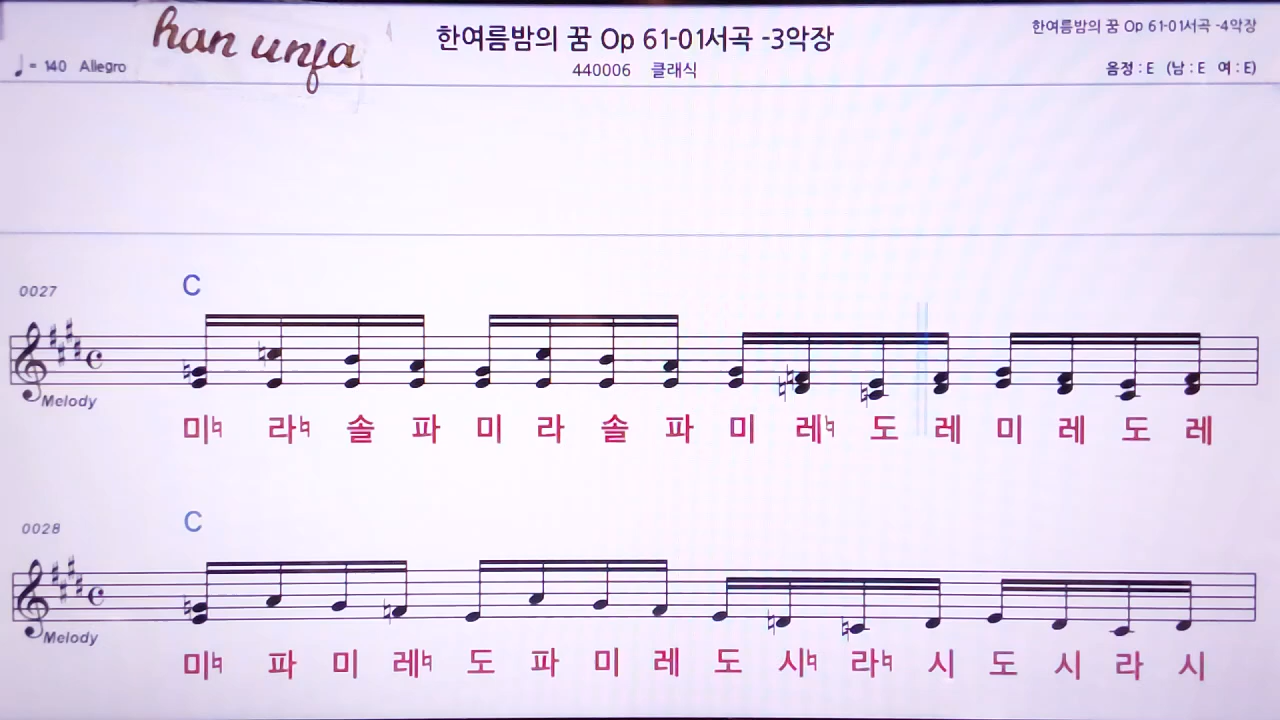 han unfa
한여름밤의 꿈 Op 61-01서곡 -3악장
한여름밤의 꿈 Op 61-01서곡 -4악장
♩= 140 Allegro
440006 클래식
음정 : E (남 : E 여 : E)
0027
C
Melody
미♮ 라♮ 솔 파 미 라 솔 파 미 레♮ 도 레 미 레 도 레
0028
C
Melody
미♮ 파 미 레♮ 도 파 미 레 도 시♮ 라♮ 시 도 시 라 시